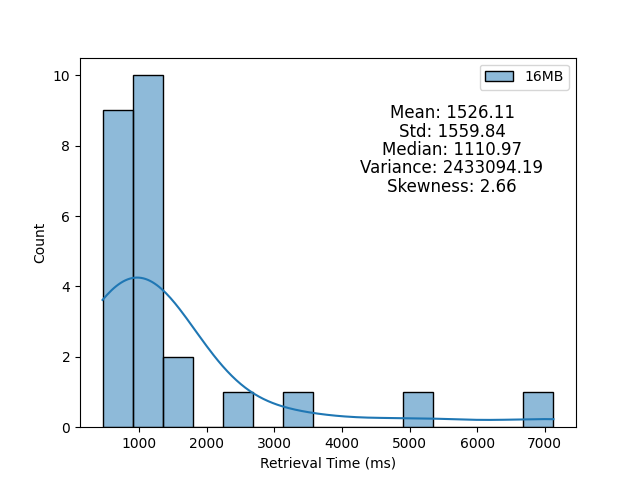 16MB
Mean: 1526.11
Std: 1559.84
Median: 1110.97
Variance: 2433094.19
Skewness: 2.66
Count
10
8
6
4
2
0
1000 2000 3000 4000 5000 6000 7000
Retrieval Time (ms)